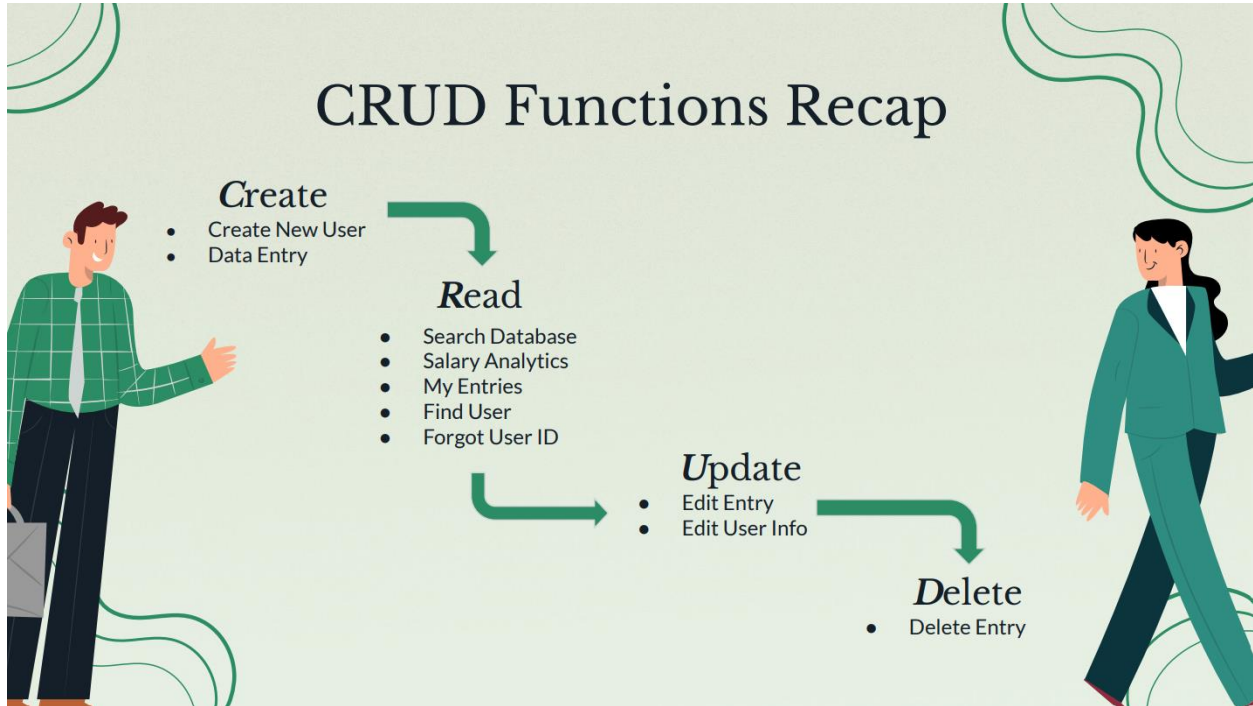 CRUD Functions Recap
Create
● Create New User
● Data Entry
Read
● Search Database
● Salary Analytics
● My Entries
● Find User
● Forgot User ID
Update
● Edit Entry
● Edit User Info
Delete
● Delete Entry